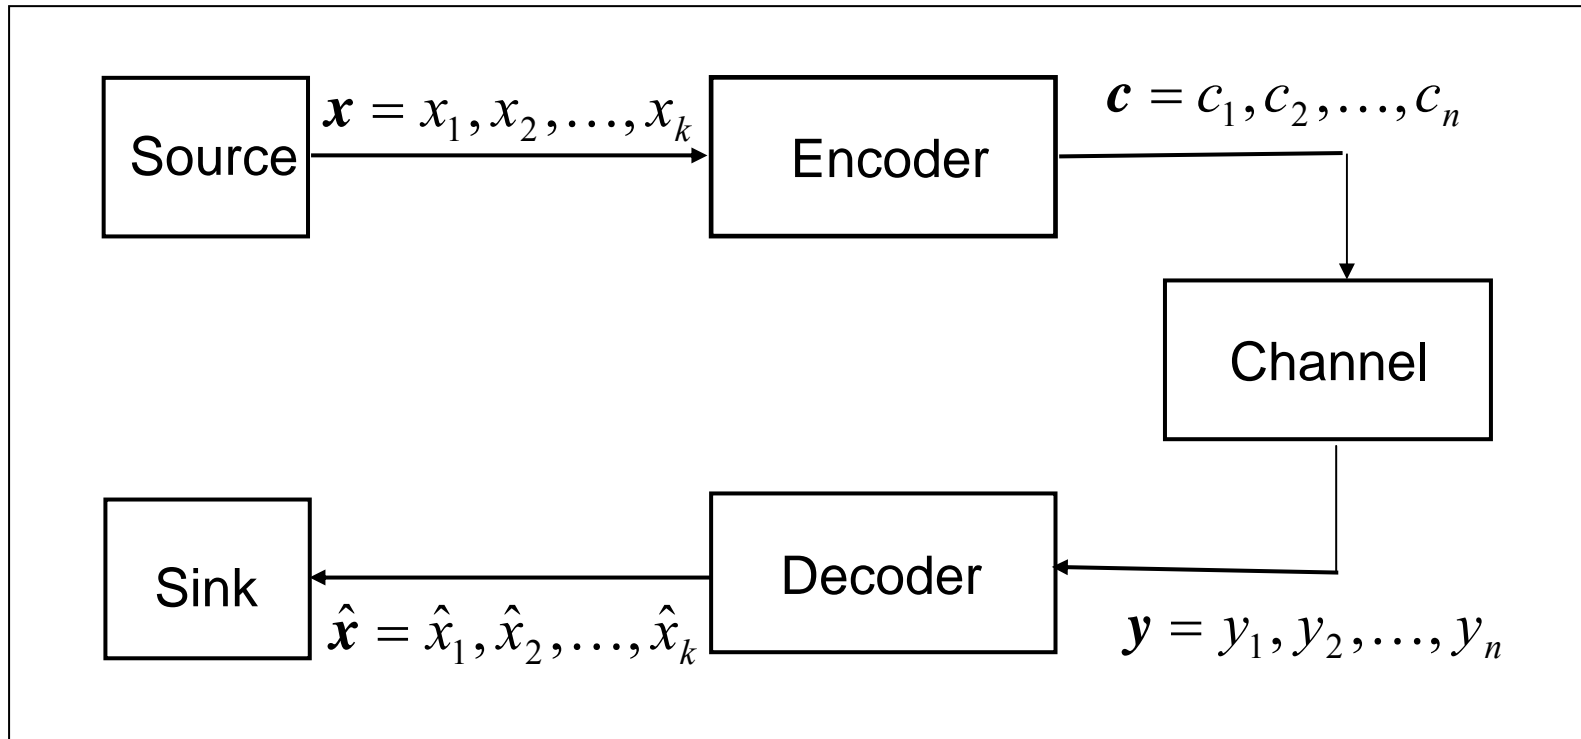 Source
x = x₁, x₂, …, xₖ
Encoder
c = c₁, c₂, …, cₙ
Channel
y = y₁, y₂, …, yₙ
Decoder
x̂ = x̂₁, x̂₂, …, x̂ₖ
Sink